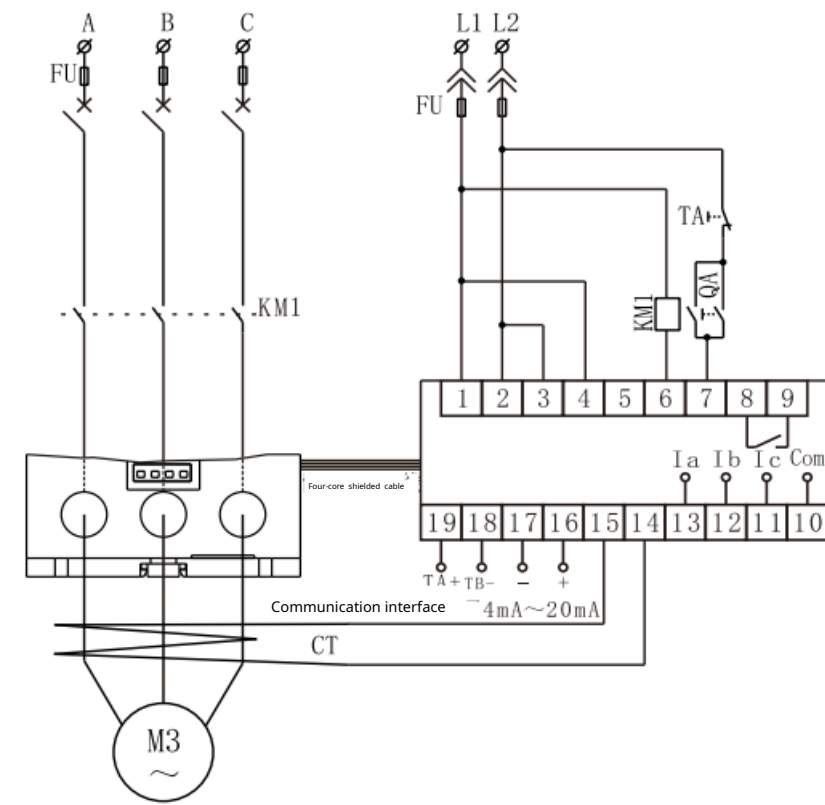 A B C L1 L2
FU
FU
TA
QA
KM1
KM1
1 2 3 4 5 6 7 8 9
Ia Ib Ic Com
Four-core shielded cable
19 18 17 16 15 14 13 12 11 10
TA+ TB- − +
Communication interface
4mA～20mA
CT
M3
～